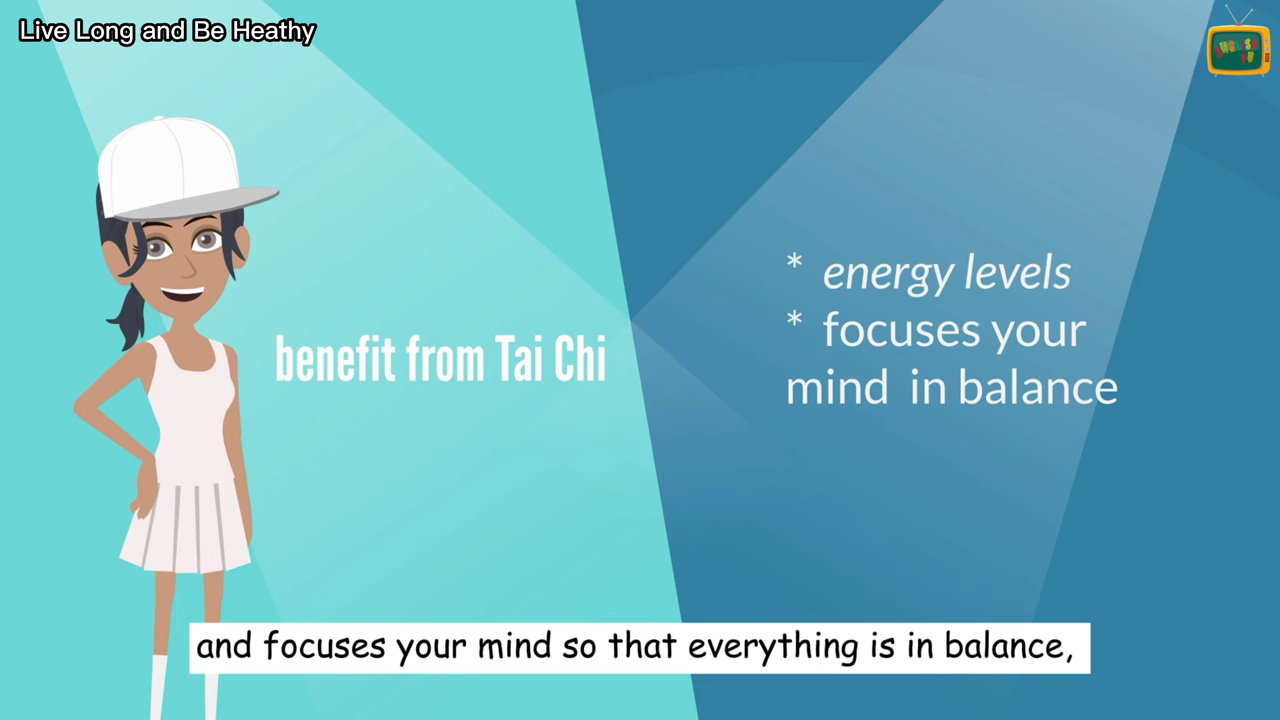 Live Long and Be Heathy
benefit from Tai Chi
* energy levels
* focuses your
mind in balance
and focuses your mind so that everything is in balance,